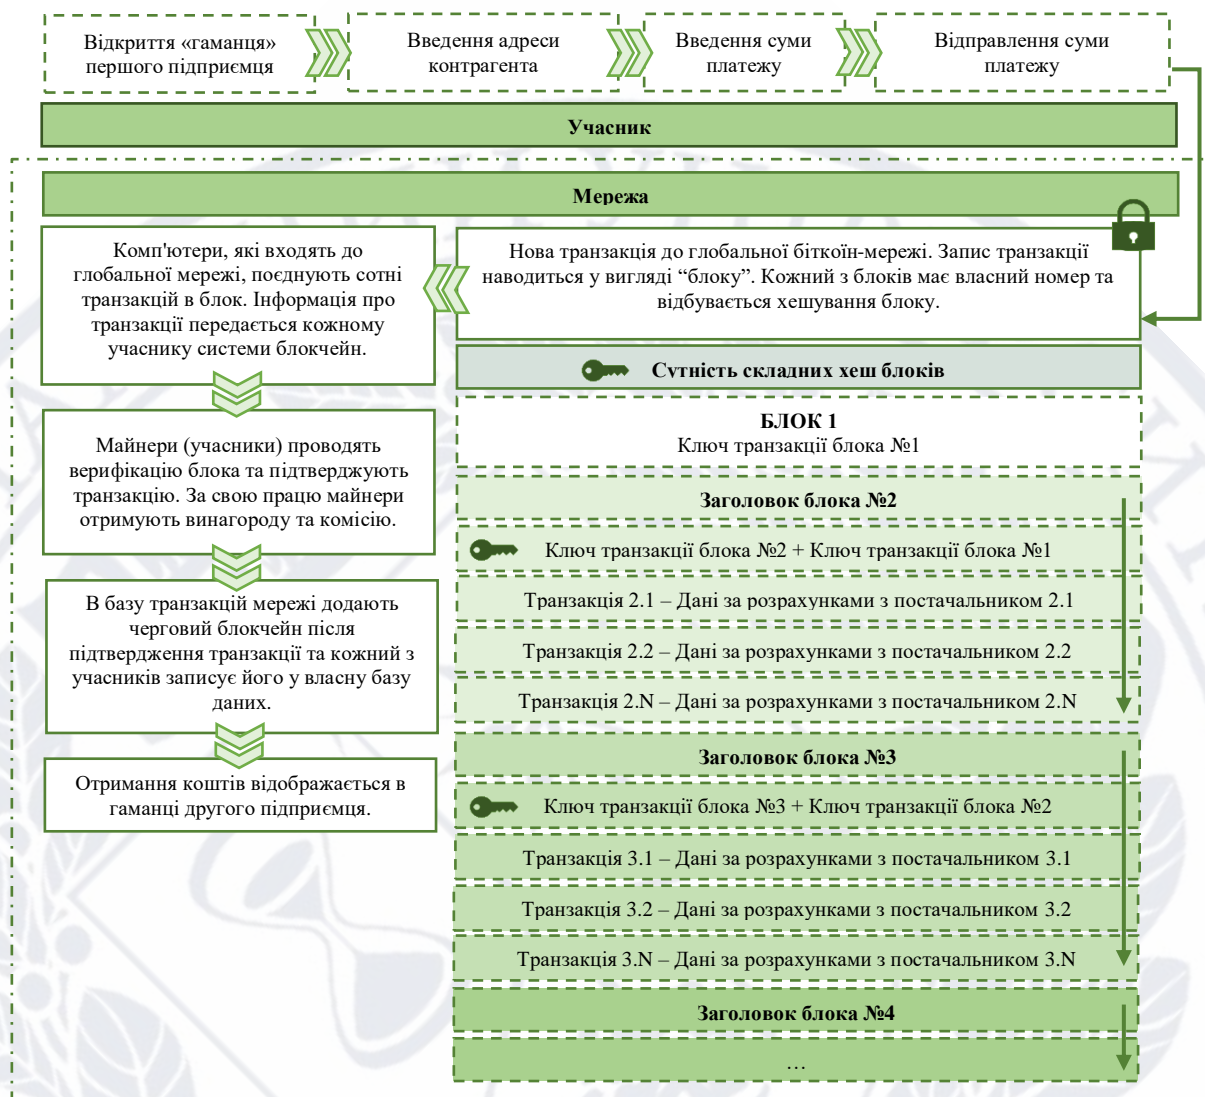 Відкриття «гаманця»
першого підприємця
Введення адреси
контрагента
Введення суми
платежу
Відправлення суми
платежу
Учасник
Мережа
Комп'ютери, які входять до
глобальної мережі, поєднують сотні
транзакцій в блок. Інформація про
транзакції передається кожному
учаснику системи блокчейн.
Майнери (учасники) проводять
верифікацію блока та підтверджують
транзакцію. За свою працю майнери
отримують винагороду та комісію.
В базу транзакцій мережі додають
черговий блокчейн після
підтвердження транзакції та кожний з
учасників записує його у власну базу
даних.
Отримання коштів відображається в
гаманці другого підприємця.
Нова транзакція до глобальної біткоїн-мережі. Запис транзакції
наводиться у вигляді “блоку”. Кожний з блоків має власний номер та
відбувається хешування блоку.
Сутність складних хеш блоків
БЛОК 1
Ключ транзакції блока №1
Заголовок блока №2
Ключ транзакції блока №2 + Ключ транзакції блока №1
Транзакція 2.1 – Дані за розрахунками з постачальником 2.1
Транзакція 2.2 – Дані за розрахунками з постачальником 2.2
Транзакція 2.N – Дані за розрахунками з постачальником 2.N
Заголовок блока №3
Ключ транзакції блока №3 + Ключ транзакції блока №2
Транзакція 3.1 – Дані за розрахунками з постачальником 3.1
Транзакція 3.2 – Дані за розрахунками з постачальником 3.2
Транзакція 3.N – Дані за розрахунками з постачальником 3.N
Заголовок блока №4
…